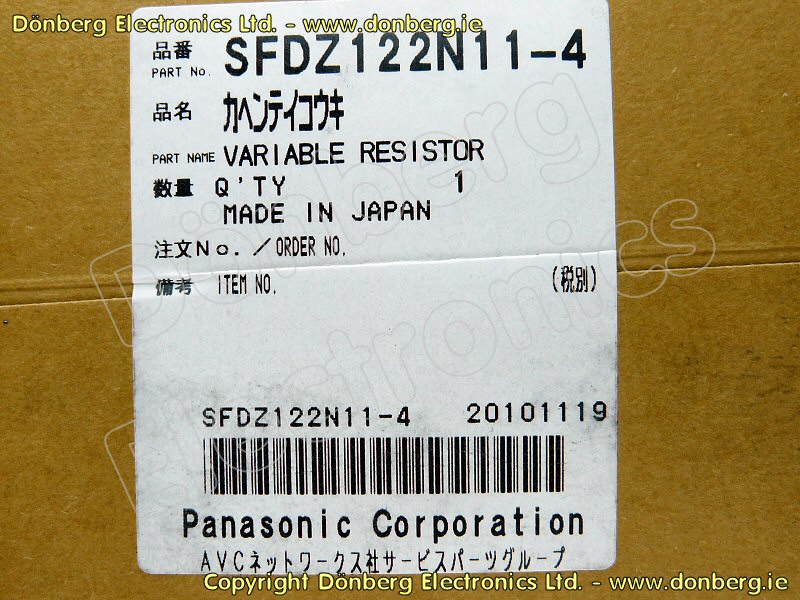 Dönberg Electronics Ltd. - www.donberg.ie
品番 PART No. SFDZ122N11-4
品名 カヘンテイコウキ
PART NAME VARIABLE RESISTOR
数量 Q'TY 1
MADE IN JAPAN
注文No./ORDER NO.
備考 ITEM NO. (税別)
Dönberg
Electronics
SFDZ122N11-4 20101119
Panasonic Corporation
AVCネットワークス社サービスパーツグループ
©Copyright Dönberg Electronics Ltd. - www.donberg.ie